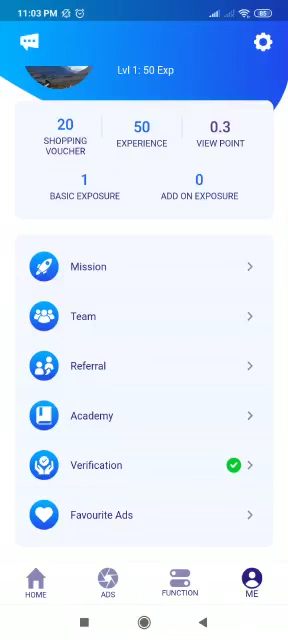 11:03 PM
85
Lvl 1: 50 Exp
20
SHOPPING
VOUCHER
50
EXPERIENCE
0.3
VIEW POINT
1
BASIC EXPOSURE
0
ADD ON EXPOSURE
Mission
Team
Referral
Academy
Verification
Favourite Ads
HOME
ADS
FUNCTION
ME